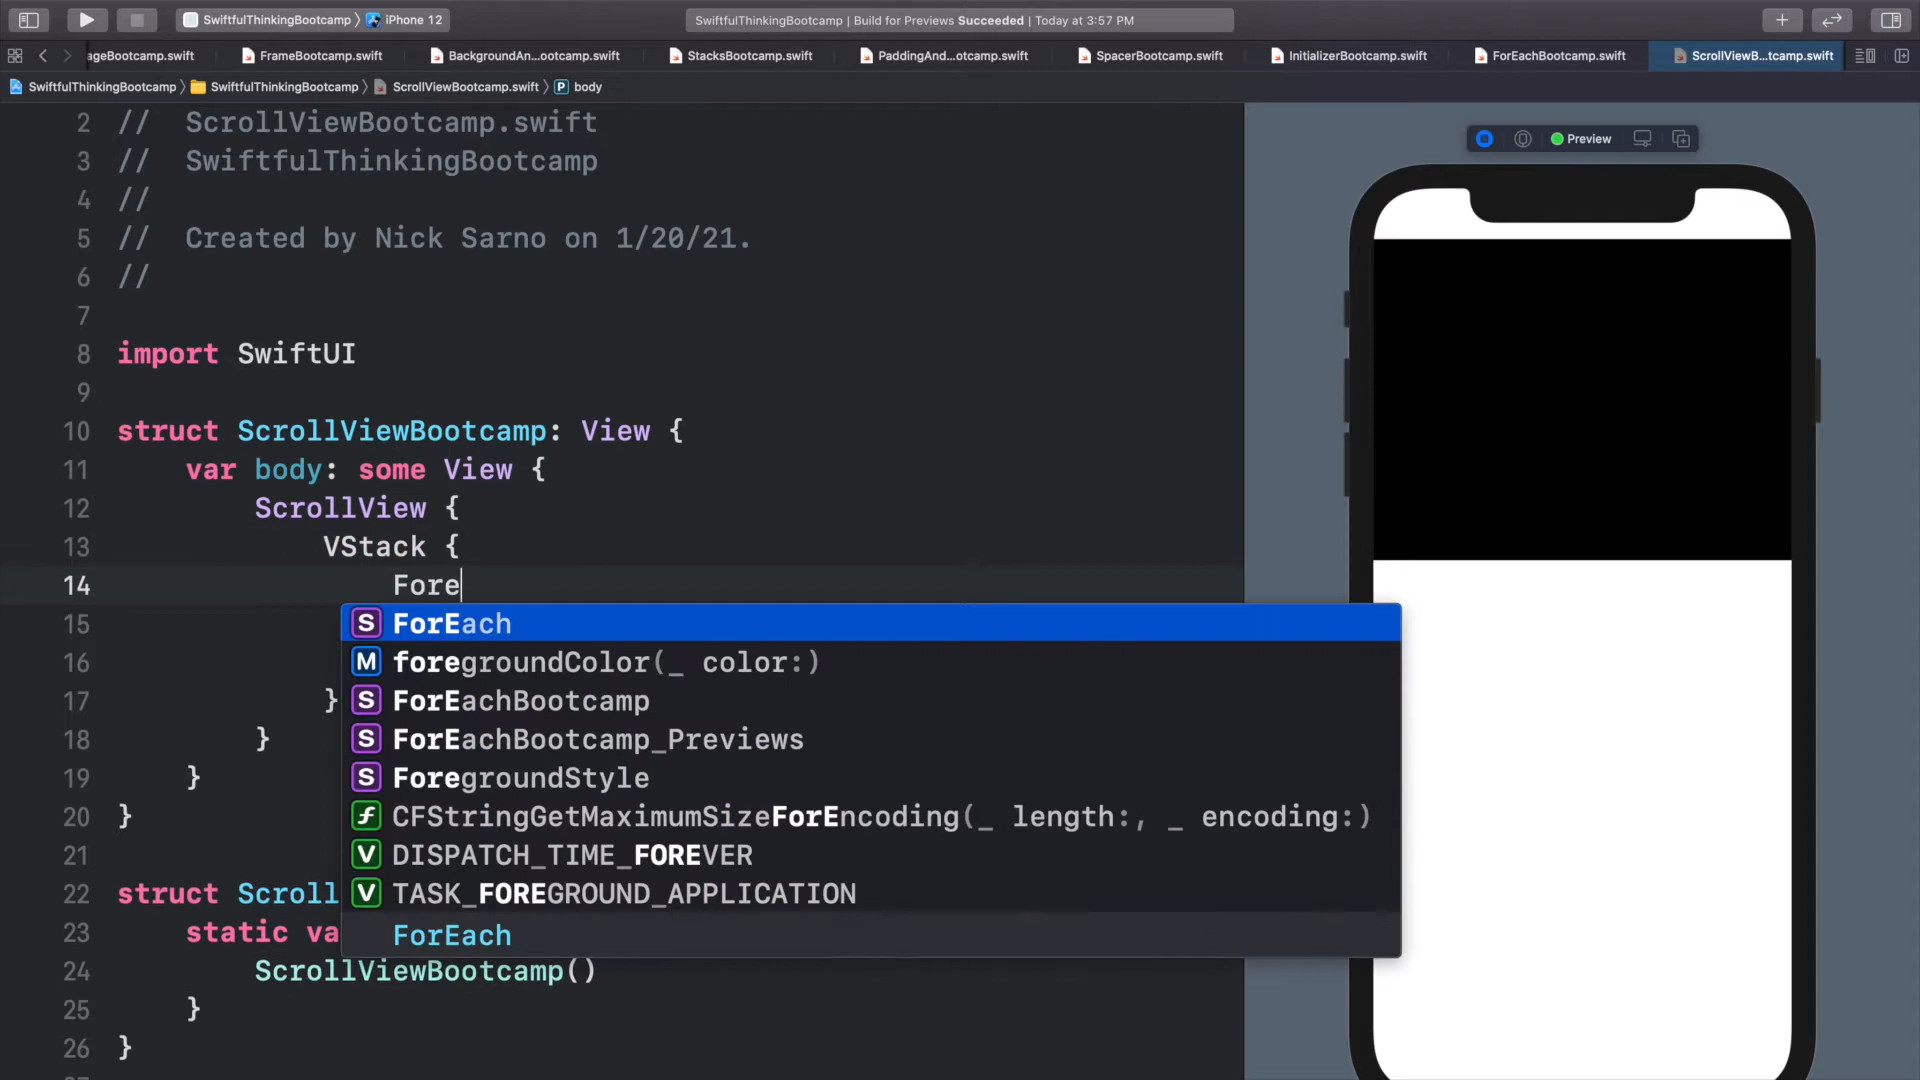 SwiftfulThinkingBootcamp 〉 iPhone 12
SwiftfulThinkingBootcamp | Build for Previews Succeeded | Today at 3:57 PM
ageBootcamp.swift FrameBootcamp.swift BackgroundAn...ootcamp.swift StacksBootcamp.swift PaddingAnd...otcamp.swift SpacerBootcamp.swift InitializerBootcamp.swift ForEachBootcamp.swift ScrollViewB...tcamp.swift
SwiftfulThinkingBootcamp 〉 SwiftfulThinkingBootcamp 〉 ScrollViewBootcamp.swift 〉 P body
Preview
2 // ScrollViewBootcamp.swift
3 // SwiftfulThinkingBootcamp
4 //
5 // Created by Nick Sarno on 1/20/21.
6 //
7
8 import SwiftUI
9
10 struct ScrollViewBootcamp: View {
11 var body: some View {
12 ScrollView {
13 VStack {
14 Fore
15 S ForEach
16 M foregroundColor(_ color:)
17 } S ForEachBootcamp
18 } S ForEachBootcamp_Previews
19 } S ForegroundStyle
20 } f CFStringGetMaximumSizeForEncoding(_ length:, _ encoding:)
21 V DISPATCH_TIME_FOREVER
22 struct Scroll V TASK_FOREGROUND_APPLICATION
23 static va ForEach
24 ScrollViewBootcamp()
25 }
26 }